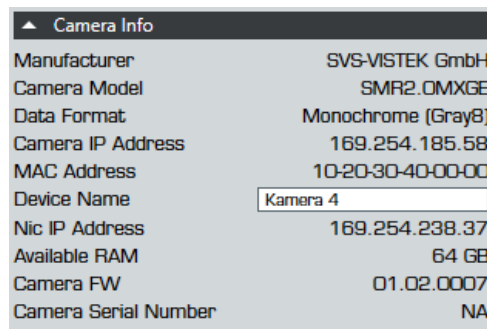 Camera Info
Manufacturer SVS-VISTEK GmbH
Camera Model SMR2.0MXGE
Data Format Monochrome (Gray8)
Camera IP Address 169.254.185.58
MAC Address 10-20-30-40-00-00
Device Name Kamera 4
Nic IP Address 169.254.238.37
Available RAM 64 GB
Camera FW 01.02.0007
Camera Serial Number NA